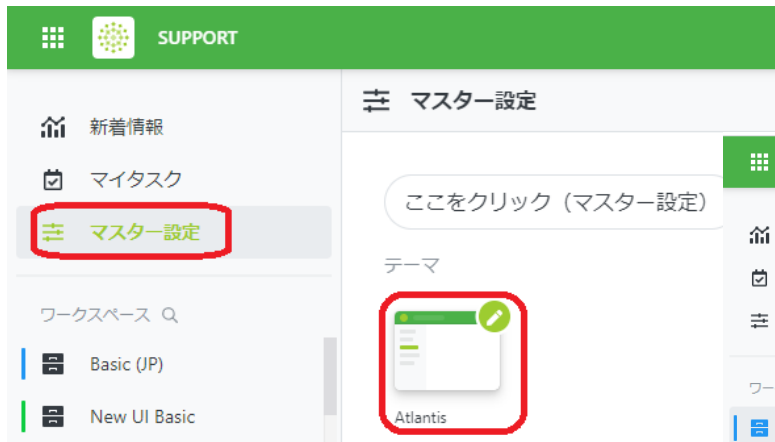 SUPPORT
新着情報
マイタスク
マスター設定
ワークスペース
Basic (JP)
New UI Basic
マスター設定
ここをクリック（マスター設定）
テーマ
Atlantis
ワー